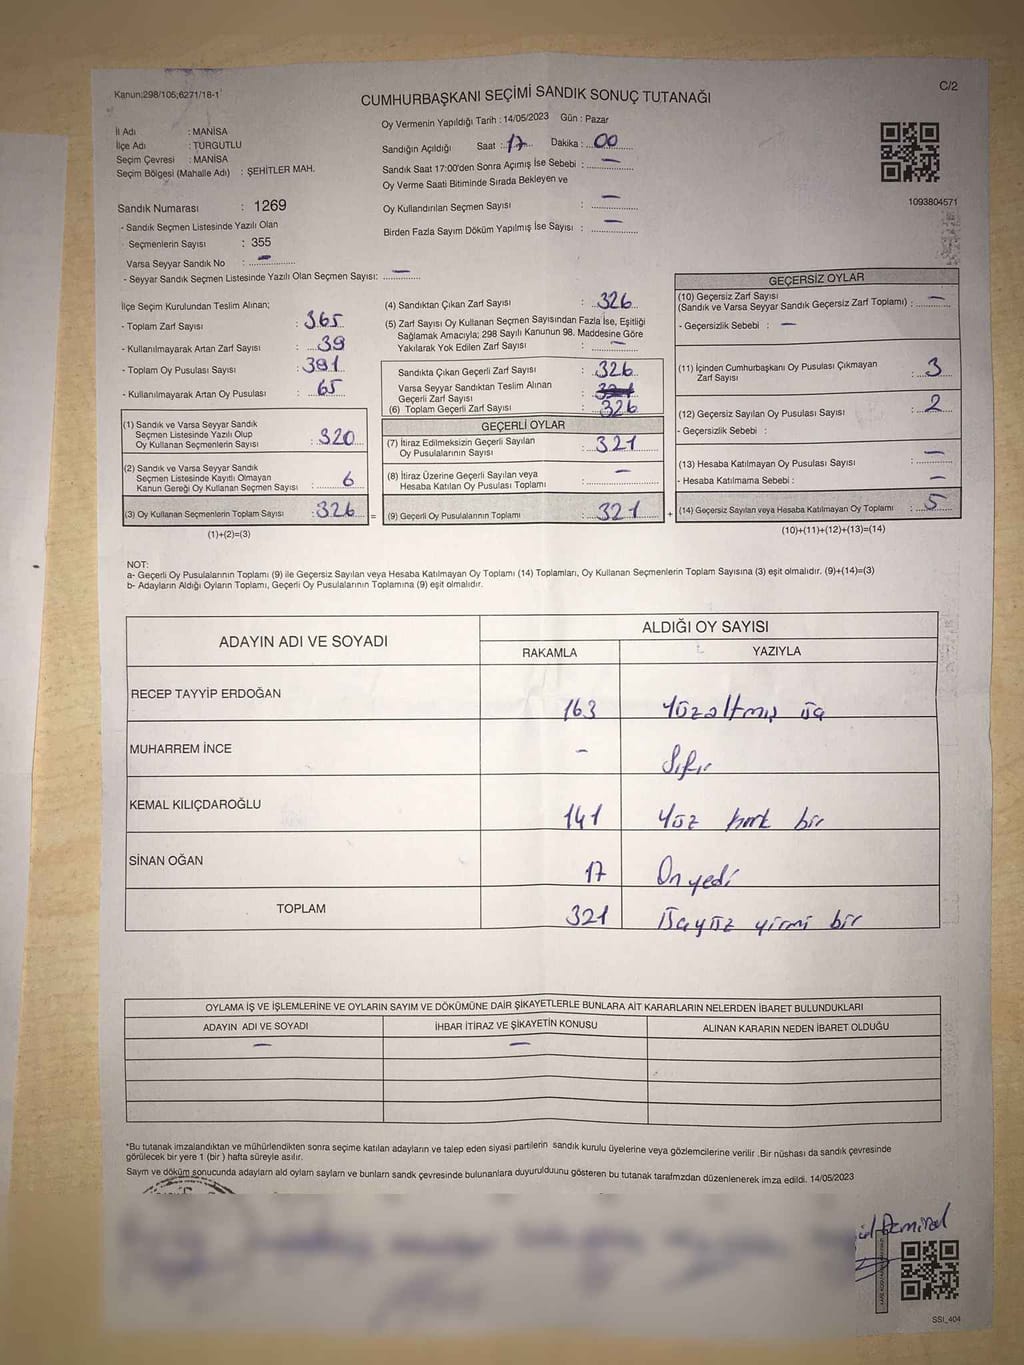 Kanun;298/105;6271/18-1
C/2
CUMHURBAŞKANI SEÇİMİ SANDIK SONUÇ TUTANAĞI
İl Adı : MANİSA
İlçe Adı : TURGUTLU
Seçim Çevresi : MANİSA
Seçim Bölgesi (Mahalle Adı) : ŞEHİTLER MAH.
Oy Vermenin Yapıldığı Tarih : 14/05/2023 Gün : Pazar
Sandığın Açıldığı Saat : 17 Dakika : 00
Sandık Saat 17:00'den Sonra Açımış İse Sebebi : —
Oy Verme Saati Bitiminde Sırada Bekleyen ve
Oy Kullandırılan Seçmen Sayısı : —
Birden Fazla Sayım Döküm Yapılmış İse Sayısı : —
1093804571
Sandık Numarası : 1269
- Sandık Seçmen Listesinde Yazılı Olan
Seçmenlerin Sayısı : 355
Varsa Seyyar Sandık No : —
- Seyyar Sandık Seçmen Listesinde Yazılı Olan Seçmen Sayısı: —
İlçe Seçim Kurulundan Teslim Alınan;
- Toplam Zarf Sayısı : 365
- Kullanılmayarak Artan Zarf Sayısı : 39
- Toplam Oy Pusulası Sayısı : 391
- Kullanılmayarak Artan Oy Pusulası : 65
(1) Sandık ve Varsa Seyyar Sandık
Seçmen Listesinde Yazılı Olup
Oy Kullanan Seçmenlerin Sayısı : 320
(2) Sandık ve Varsa Seyyar Sandık
Seçmen Listesinde Kayıtlı Olmayan
Kanun Gereği Oy Kullanan Seçmen Sayısı : 6
(3) Oy Kullanan Seçmenlerin Toplam Sayısı : 326 =
(1)+(2)=(3)
(4) Sandıktan Çıkan Zarf Sayısı : 326
(5) Zarf Sayısı Oy Kullanan Seçmen Sayısından Fazla İse, Eşitliği
Sağlamak Amacıyla; 298 Sayılı Kanunun 98. Maddesine Göre
Yakılarak Yok Edilen Zarf Sayısı : —
Sandıkta Çıkan Geçerli Zarf Sayısı : 326
Varsa Seyyar Sandıktan Teslim Alınan
Geçerli Zarf Sayısı :
(6) Toplam Geçerli Zarf Sayısı : 326
GEÇERLİ OYLAR
(7) İtiraz Edilmeksizin Geçerli Sayılan
Oy Pusulalarının Sayısı : 321
(8) İtiraz Üzerine Geçerli Sayılan veya
Hesaba Katılan Oy Pusulası Toplamı : —
(9) Geçerli Oy Pusulalarının Toplamı : 321 +
GEÇERSİZ OYLAR
(10) Geçersiz Zarf Sayısı
(Sandık ve Varsa Seyyar Sandık Geçersiz Zarf Toplamı) : —
- Geçersizlik Sebebi : —
(11) İçinden Cumhurbaşkanı Oy Pusulası Çıkmayan
Zarf Sayısı : 3
(12) Geçersiz Sayılan Oy Pusulası Sayısı : 2
- Geçersizlik Sebebi :
(13) Hesaba Katılmayan Oy Pusulası Sayısı : —
- Hesaba Katılmama Sebebi : —
(14) Geçersiz Sayılan veya Hesaba Katılmayan Oy Toplamı : 5
(10)+(11)+(12)+(13)=(14)
NOT:
a- Geçerli Oy Pusulalarının Toplamı (9) ile Geçersiz Sayılan veya Hesaba Katılmayan Oy Toplamı (14) Toplamları, Oy Kullanan Seçmenlerin Toplam Sayısına (3) eşit olmalıdır. (9)+(14)=(3)
b- Adayların Aldığı Oyların Toplamı, Geçerli Oy Pusulalarının Toplamına (9) eşit olmalıdır.
ADAYIN ADI VE SOYADI
ALDIĞI OY SAYISI
RAKAMLA YAZIYLA
RECEP TAYYİP ERDOĞAN 163 Yüzaltmış üç
MUHARREM İNCE - Sıfır
KEMAL KILIÇDAROĞLU 141 Yüz kırk bir
SİNAN OĞAN 17 On yedi
TOPLAM 321 Üçyüz yirmi bir
OYLAMA İŞ VE İŞLEMLERİNE VE OYLARIN SAYIM VE DÖKÜMÜNE DAİR ŞİKAYETLERLE BUNLARA AİT KARARLARIN NELERDEN İBARET BULUNDUKLARI
ADAYIN ADI VE SOYADI İHBAR İTİRAZ VE ŞİKAYETİN KONUSU ALINAN KARARIN NEDEN İBARET OLDUĞU
— —
*Bu tutanak imzalandıktan ve mühürlendikten sonra seçime katılan adayların ve talep eden siyasi partilerin sandık kurulu üyelerine veya gözlemcilerine verilir .Bir nüshası da sandık çevresinde
görülecek bir yere 1 (bir ) hafta süreyle asılır.
Sayım ve döküm sonucunda adayların ald oyların saylarn ve bunlarn sandk çevresinde bulunanlara duyurulduunu gösteren bu tutanak tarafmzdan düzenlenerek imza edildi. 14/05/2023
Demirel
SSI_404